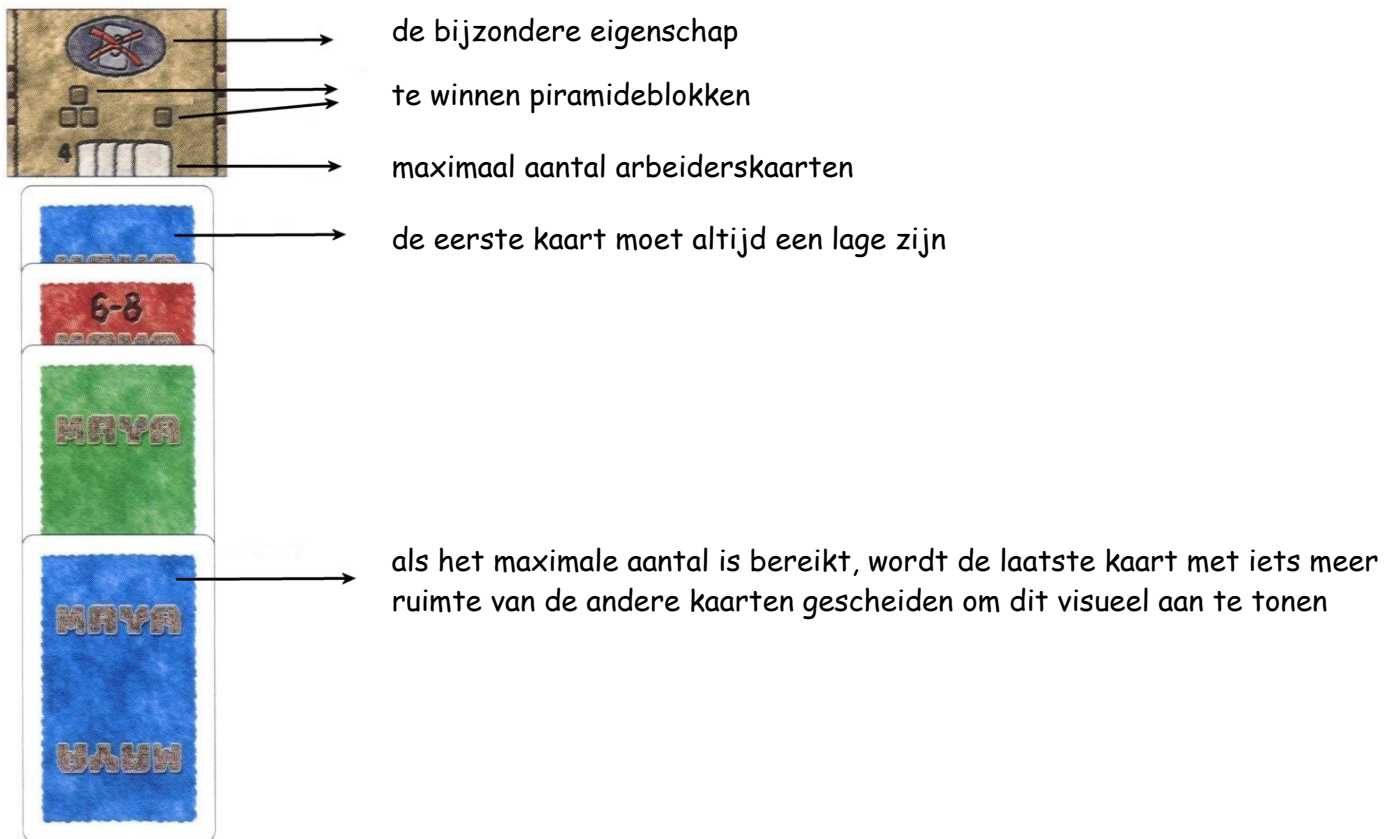 de bijzondere eigenschap
te winnen piramideblokken
4
maximaal aantal arbeiderskaarten
de eerste kaart moet altijd een lage zijn
MAYA
6-8
MAYA
MAYA
als het maximale aantal is bereikt, wordt de laatste kaart met iets meer
ruimte van de andere kaarten gescheiden om dit visueel aan te tonen
MAYA
MAYA